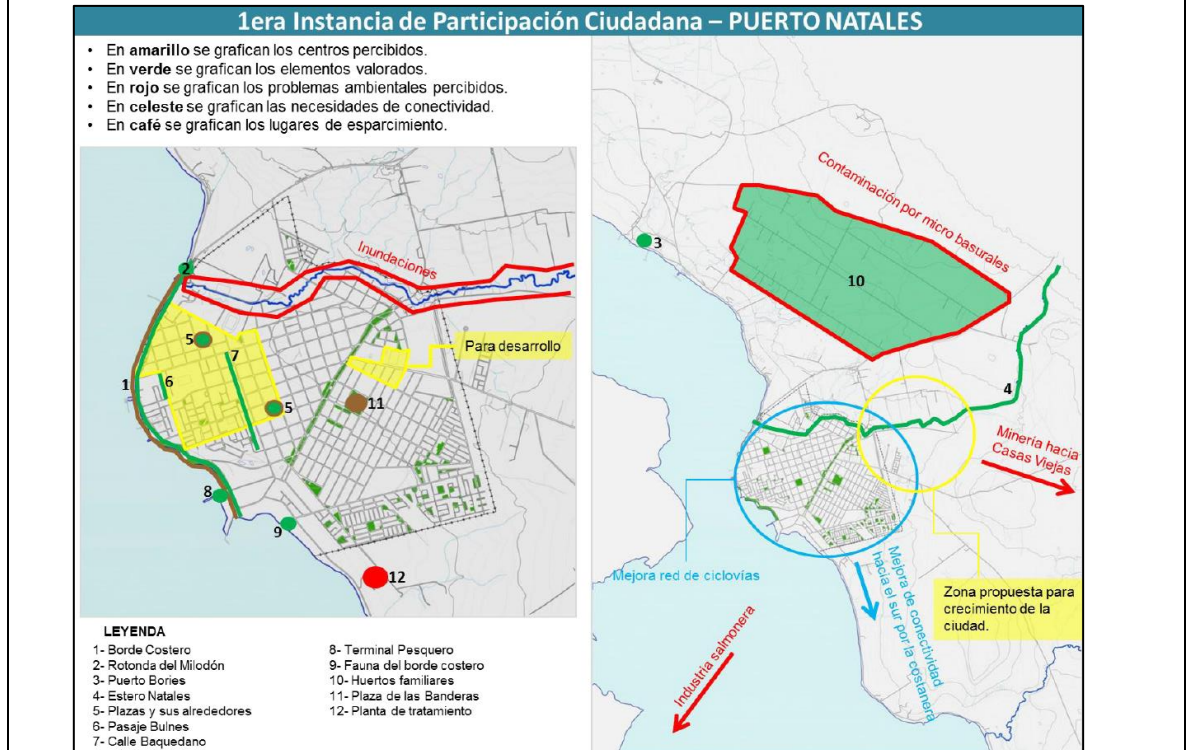 1era Instancia de Participación Ciudadana – PUERTO NATALES
• En amarillo se grafican los centros percibidos.
• En verde se grafican los elementos valorados.
• En rojo se grafican los problemas ambientales percibidos.
• En celeste se grafican las necesidades de conectividad.
• En café se grafican los lugares de esparcimiento.
Inundaciones
2
5
7
Para desarrollo
1
6
5
11
8
9
12
LEYENDA
1- Borde Costero
2- Rotonda del Milodón
3- Puerto Bories
4- Estero Natales
5- Plazas y sus alrededores
6- Pasaje Bulnes
7- Calle Baquedano
8- Terminal Pesquero
9- Fauna del borde costero
10- Huertos familiares
11- Plaza de las Banderas
12- Planta de tratamiento
Contaminación por micro basurales
3
10
4
Minería hacia
Casas Viejas
Mejora red de ciclovías
Mejora de conectividad
hacia el sur por la costanera
Zona propuesta para
crecimiento de la
ciudad.
Industria salmonera